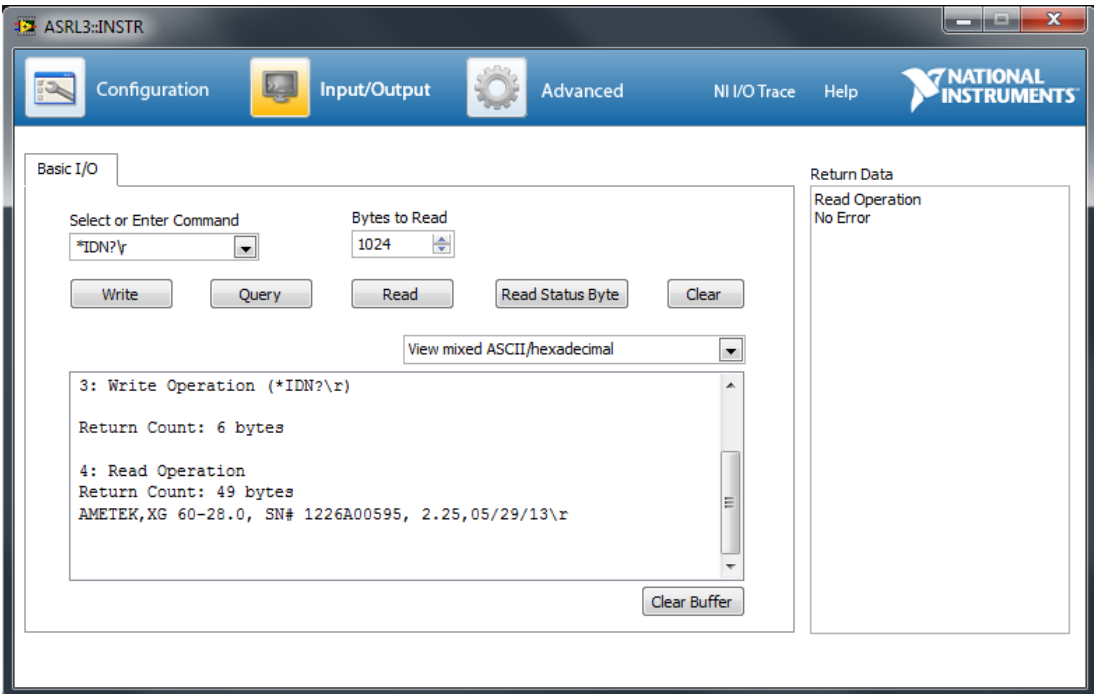 ASRL3::INSTR
Configuration
Input/Output
Advanced
NI I/O Trace
Help
NATIONAL
INSTRUMENTS
Basic I/O
Select or Enter Command
*IDN?\r
Bytes to Read
1024
Write
Query
Read
Read Status Byte
Clear
View mixed ASCII/hexadecimal
3: Write Operation (*IDN?\r)
Return Count: 6 bytes
4: Read Operation
Return Count: 49 bytes
AMETEK,XG 60-28.0, SN# 1226A00595, 2.25,05/29/13\r
Clear Buffer
Return Data
Read Operation
No Error